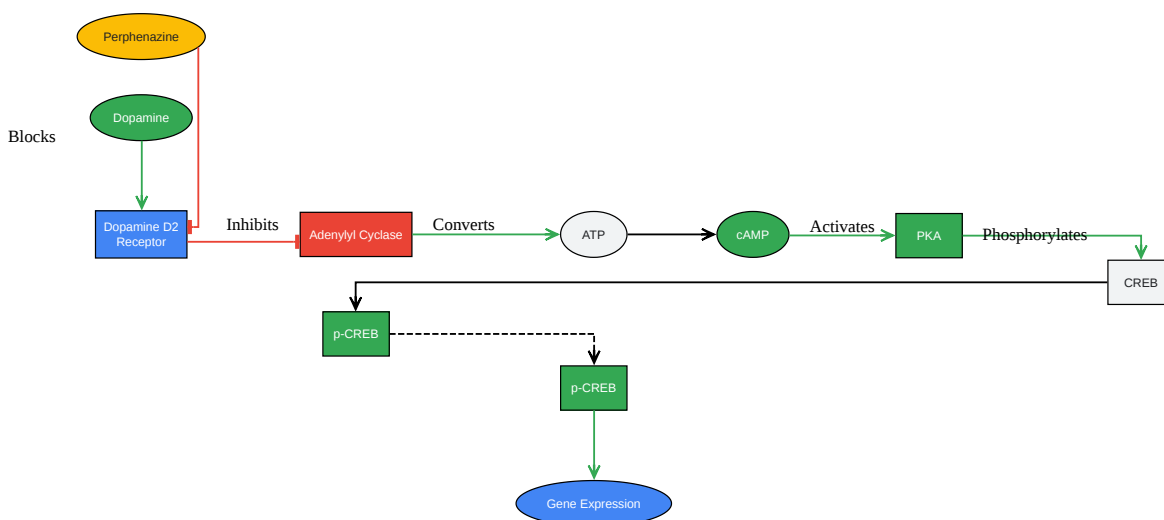 Perphenazine
Dopamine
Blocks
Dopamine D2
Receptor
Inhibits
Adenylyl Cyclase
Converts
ATP
cAMP
Activates
PKA
Phosphorylates
CREB
p-CREB
p-CREB
Gene Expression